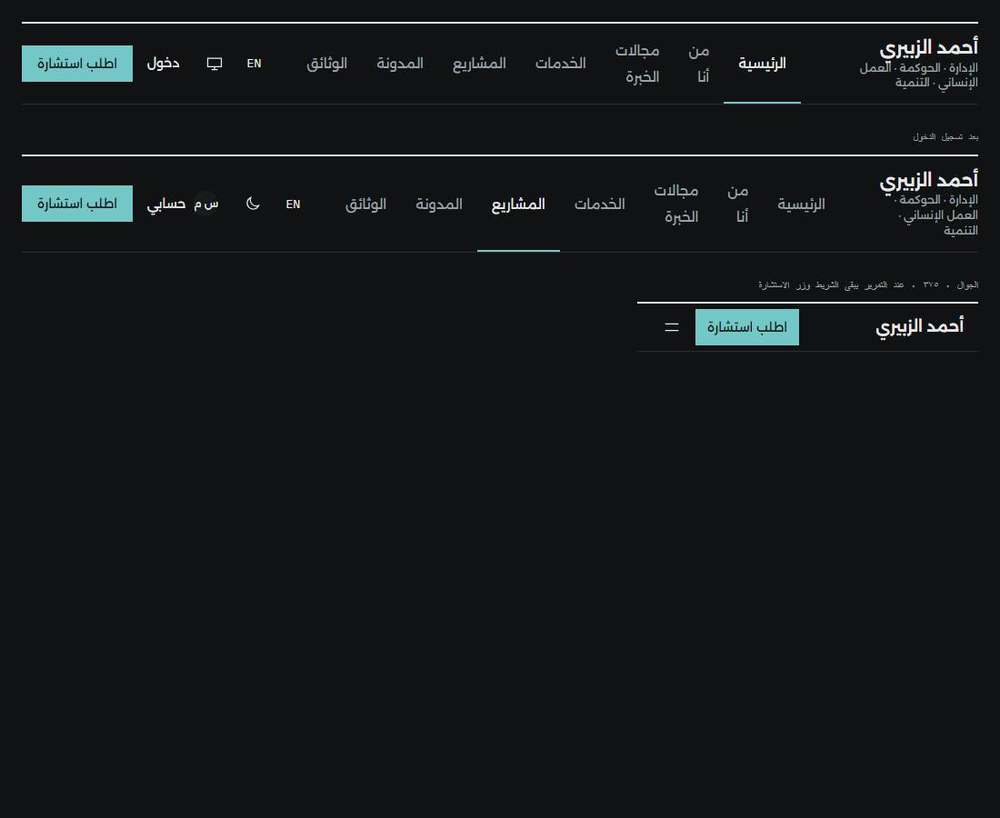 أحمد الزبيري
الإدارة · الحوكمة · العمل
الإنساني · التنمية
الرئيسية
من
أنا
مجالات
الخبرة
الخدمات
المشاريع
المدونة
الوثائق
EN
دخول
اطلب استشارة
بعد تسجيل الدخول
أحمد الزبيري
الإدارة · الحوكمة ·
العمل الإنساني ·
التنمية
الرئيسية
من
أنا
مجالات
الخبرة
الخدمات
المشاريع
المدونة
الوثائق
EN
س م
حسابي
اطلب استشارة
الجوال · ٣٧٥ · عند التمرير يبقى الشريط وزر الاستشارة
أحمد الزبيري
اطلب استشارة